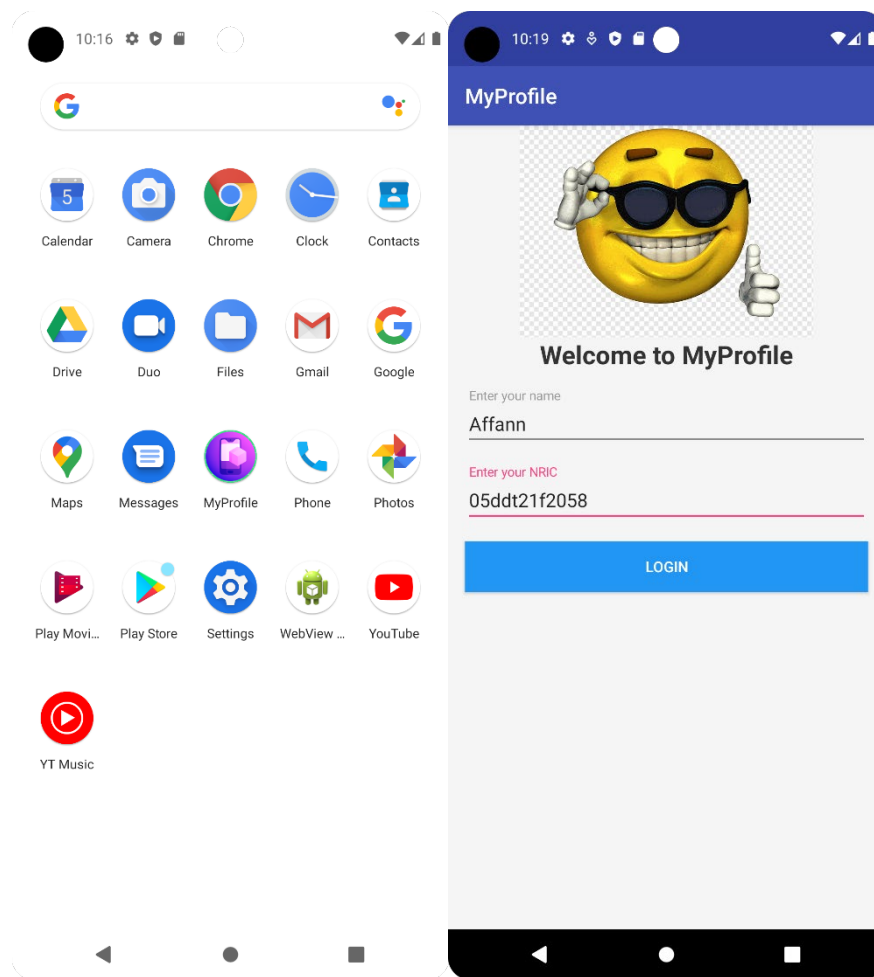 10:16
5
Calendar Camera Chrome Clock Contacts
Drive Duo Files Gmail Google
Maps Messages MyProfile Phone Photos
Play Movi... Play Store Settings WebView ... YouTube
YT Music
10:19
MyProfile
Welcome to MyProfile
Enter your name
Affann
Enter your NRIC
05ddt21f2058
LOGIN